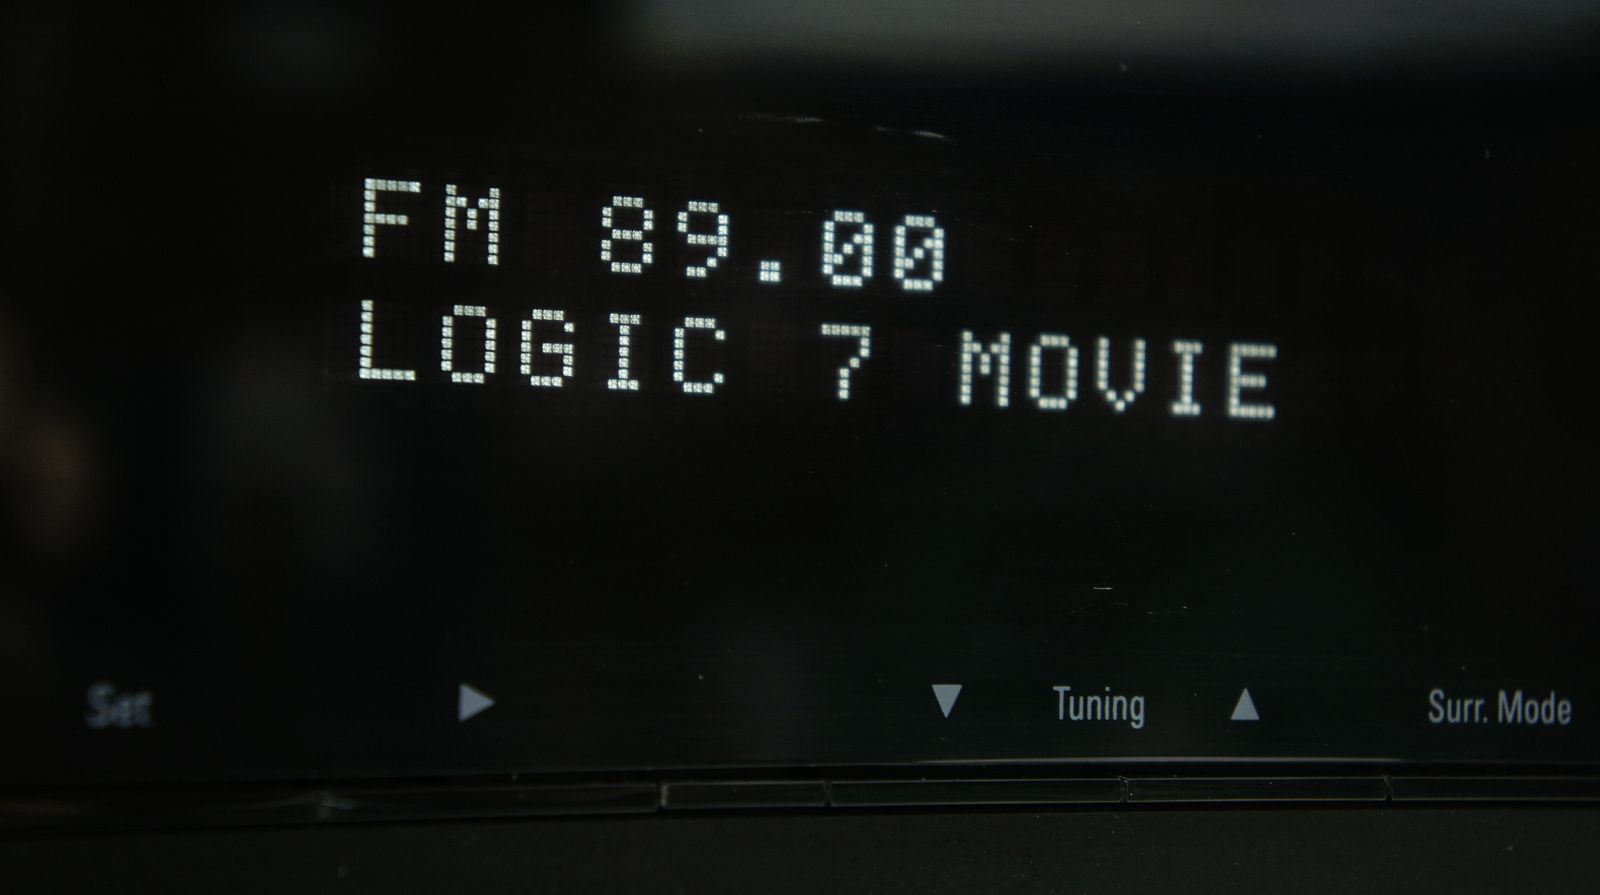 FM 89.00
LOGIC 7 MOVIE
Set ▶ ▼ Tuning ▲ Surr. Mode